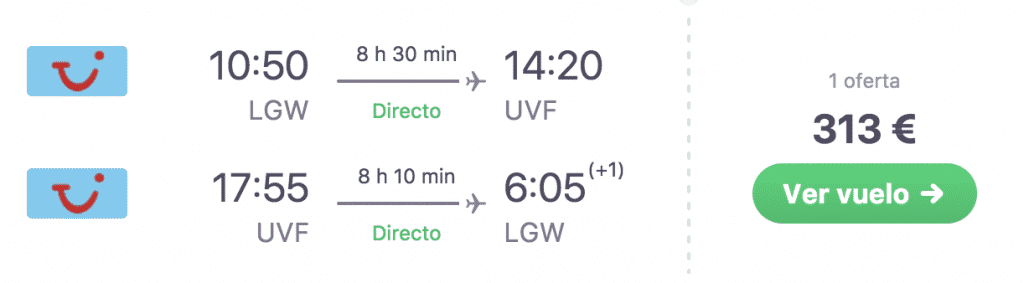 10:50 8 h 30 min 14:20
LGW Directo UVF
17:55 8 h 10 min 6:05 (+1)
UVF Directo LGW
1 oferta
313 €
Ver vuelo →